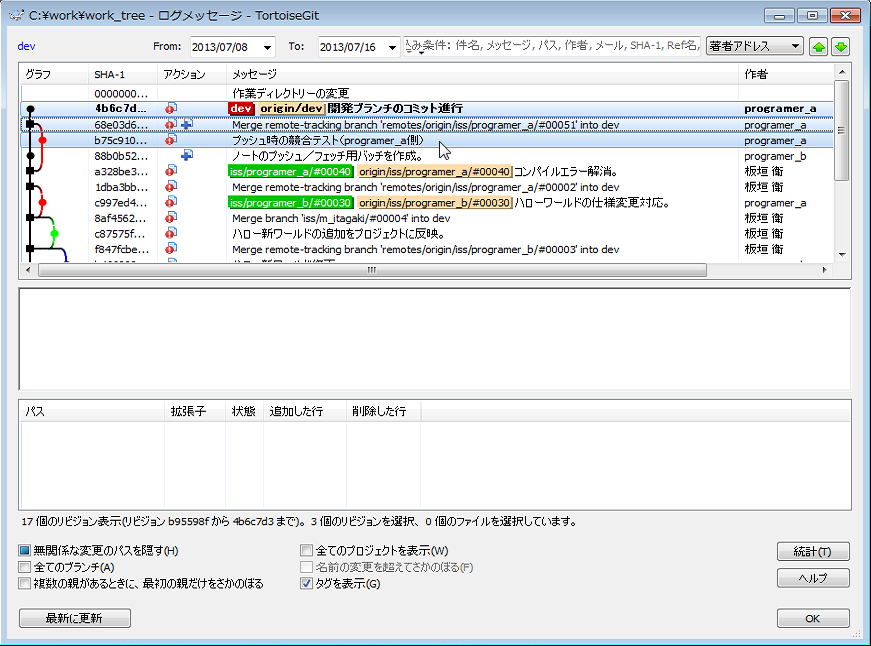 C:¥work¥work_tree - ログメッセージ - TortoiseGit
dev From: 2013/07/08 To: 2013/07/16 み条件: 件名, メッセージ, パス, 作者, メール, SHA-1, Ref名, 著者アドレス
グラフ SHA-1 アクション メッセージ 作者
0000000... 作業ディレクトリーの変更
4b6c7d... dev origin/dev 開発ブランチのコミット進行 programer_a
68e03d6... Merge remote-tracking branch 'remotes/origin/iss/programer_a/#00051' into dev programer_a
b75c910... プッシュ時の競合テスト(programer_a側) programer_a
88b0b52... ノートのプッシュ／フェッチ用バッチを作成。 programer_b
a328be3... iss/programer_a/#00040 origin/iss/programer_a/#00040 コンパイルエラー解消。 板垣 衛
1dba3bb... Merge remote-tracking branch 'remotes/origin/iss/programer_a/#00002' into dev 板垣 衛
c997ed4... iss/programer_b/#00030 origin/iss/programer_b/#00030 ハローワールドの仕様変更対応。 programer_a
8af4562... Merge branch 'iss/m_itagaki/#00004' into dev 板垣 衛
c87575f... ハロー新ワールドの追加をプロジェクトに反映。 板垣 衛
f847fcbe... Merge remote-tracking branch 'remotes/origin/iss/programer_b/#00003' into dev 板垣 衛
パス 拡張子 状態 追加した行 削除した行
17 個のリビジョン表示(リビジョン b95598f から 4b6c7d3 まで)。3 個のリビジョンを選択、0 個のファイルを選択しています。
無関係な変更のパスを隠す(H) 全てのプロジェクトを表示(W) 統計(T)
全てのブランチ(A) 名前の変更を超えてさかのぼる(F) ヘルプ
複数の親があるときに、最初の親だけをさかのぼる タグを表示(G)
最新に更新 OK